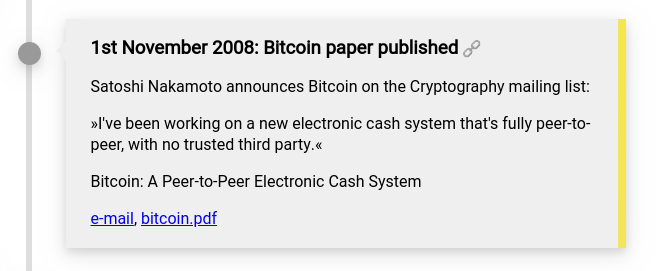 1st November 2008: Bitcoin paper published
Satoshi Nakamoto announces Bitcoin on the Cryptography mailing list:
»I've been working on a new electronic cash system that's fully peer-to-
peer, with no trusted third party.«
Bitcoin: A Peer-to-Peer Electronic Cash System
e-mail, bitcoin.pdf